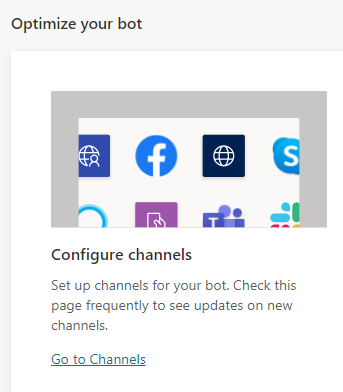 Optimize your bot
Configure channels
Set up channels for your bot. Check this
page frequently to see updates on new
channels.
Go to Channels